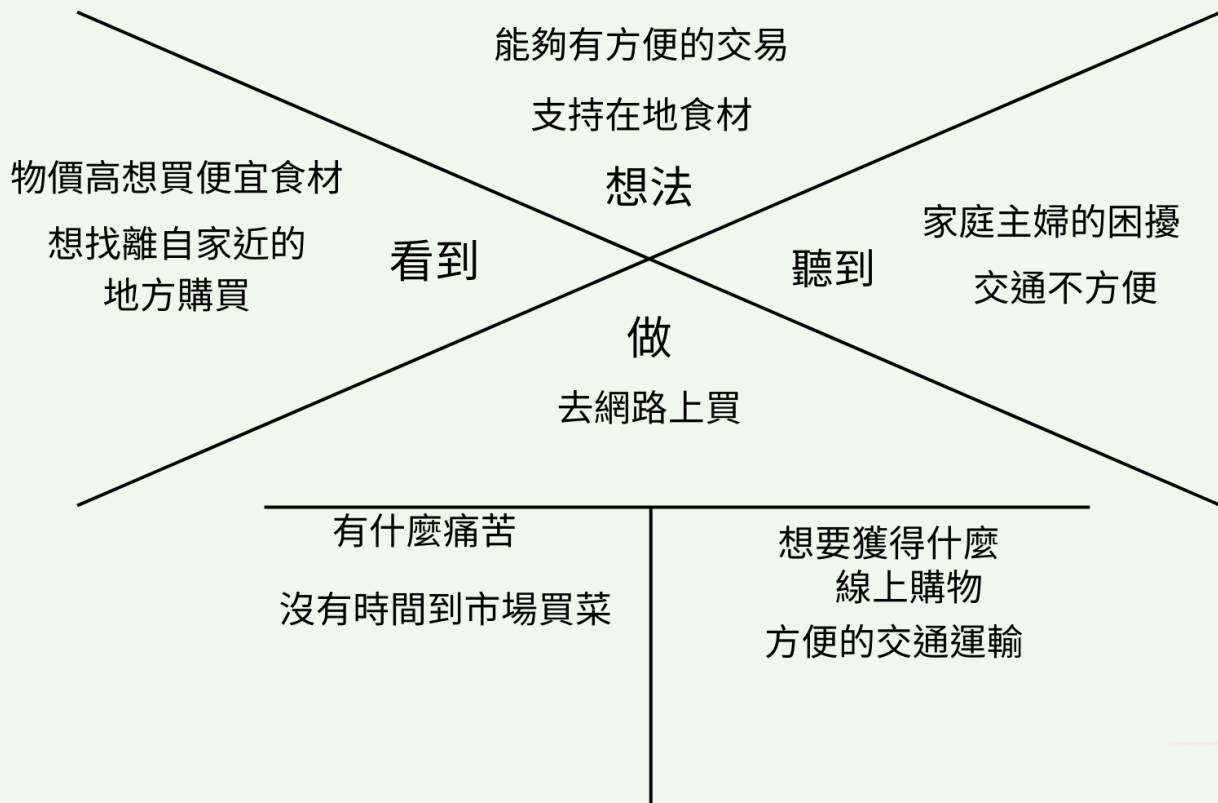 能夠有方便的交易
支持在地食材
想法
物價高想買便宜食材
想找離自家近的
地方購買
看到
聽到
家庭主婦的困擾
交通不方便
做
去網路上買
有什麼痛苦
沒有時間到市場買菜
想要獲得什麼
線上購物
方便的交通運輸